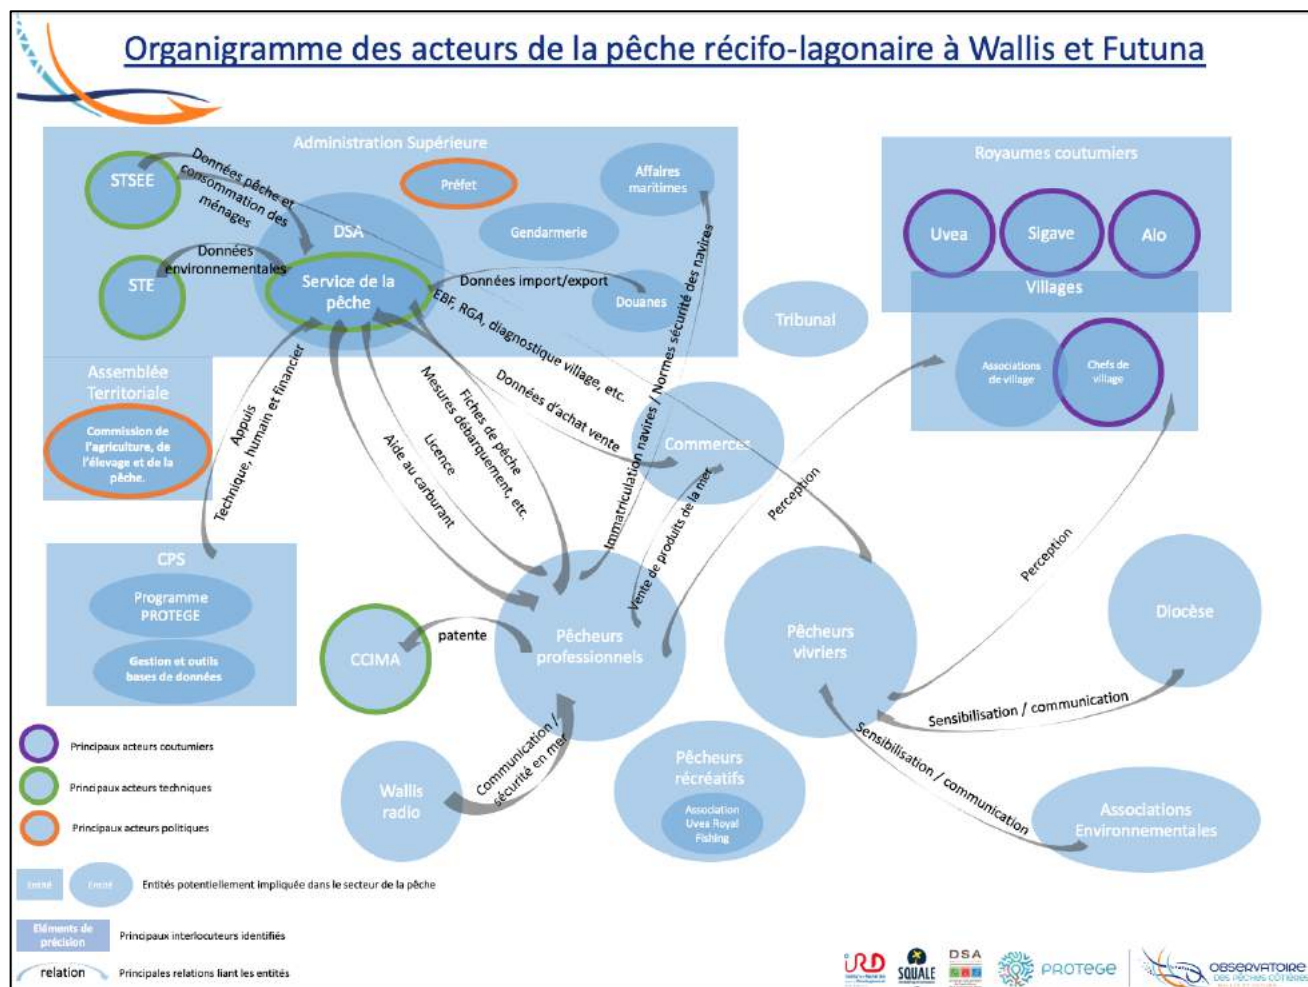 Organigramme des acteurs de la pêche récifo-lagonaire à Wallis et Futuna
Administration Supérieure
STSEE
Données pêche et
consommation des
ménages
Préfet
Affaires
maritimes
DSA
Gendarmerie
STE
Données
environnementales
Service de la
pêche
Données import/export
Douanes
Royaumes coutumiers
Uvea
Sigave
Alo
Villages
Associations
de village
Chefs de
village
Tribunal
Assemblée
Territoriale
Commission de
l'agriculture, de
l'élevage et de la
pêche.
Appuis
Technique, humain et financier
Aide au carburant
Licence
Fiches de pêche
Mesures débarquement, etc.
Données d'achat vente
EBF, RGA, diagnostique village, etc.
Immatriculation navires / Normes sécurité des navires
Commerces
Vente de produits de la mer
Perception
Perception
CPS
Programme
PROTEGE
Gestion et outils
bases de données
CCIMA
patente
Pêcheurs
professionnels
Pêcheurs
vivriers
Diocèse
Sensibilisation / communication
Sensibilisation / communication
Communication /
sécurité en mer
Wallis
radio
Pêcheurs
récréatifs
Association
Uvea Royal
Fishing
Associations
Environnementales
Principaux acteurs coutumiers
Principaux acteurs techniques
Principaux acteurs politiques
Entité
Entité
Entités potentiellement impliquée dans le secteur de la pêche
Eléments de
précision
Principaux interlocuteurs identifiés
relation
Principales relations liant les entités
IRD
SQUALE
DSA
PROTEGE
OBSERVATOIRE
DES PÊCHES CÔTIÈRES